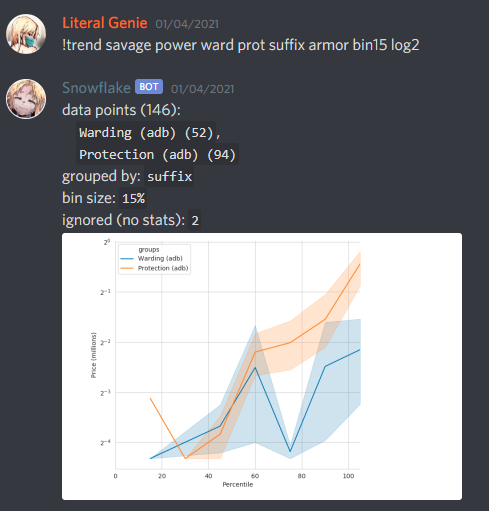 Literal Genie 01/04/2021
!trend savage power ward prot suffix armor bin15 log2
Snowflake BOT 01/04/2021
data points (146):
Warding (adb) (52),
Protection (adb) (94)
grouped by: suffix
bin size: 15%
ignored (no stats): 2
groups
Warding (adb)
Protection (adb)
Price (millions)
2^0
2^-1
2^-2
2^-3
2^-4
0 20 40 60 80 100
Percentile